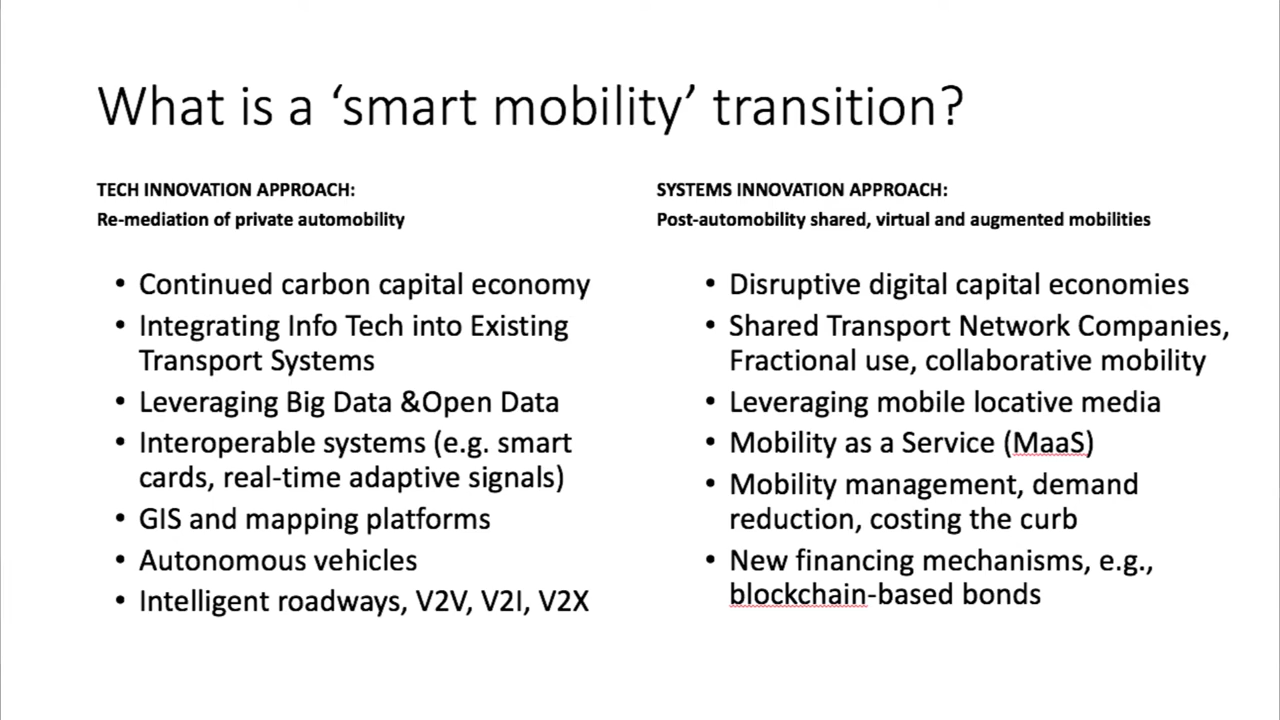 What is a ‘smart mobility’ transition?
TECH INNOVATION APPROACH:
Re-mediation of private automobility
• Continued carbon capital economy
• Integrating Info Tech into Existing
Transport Systems
• Leveraging Big Data &Open Data
• Interoperable systems (e.g. smart
cards, real-time adaptive signals)
• GIS and mapping platforms
• Autonomous vehicles
• Intelligent roadways, V2V, V2I, V2X
SYSTEMS INNOVATION APPROACH:
Post-automobility shared, virtual and augmented mobilities
• Disruptive digital capital economies
• Shared Transport Network Companies,
Fractional use, collaborative mobility
• Leveraging mobile locative media
• Mobility as a Service (MaaS)
• Mobility management, demand
reduction, costing the curb
• New financing mechanisms, e.g.,
blockchain-based bonds